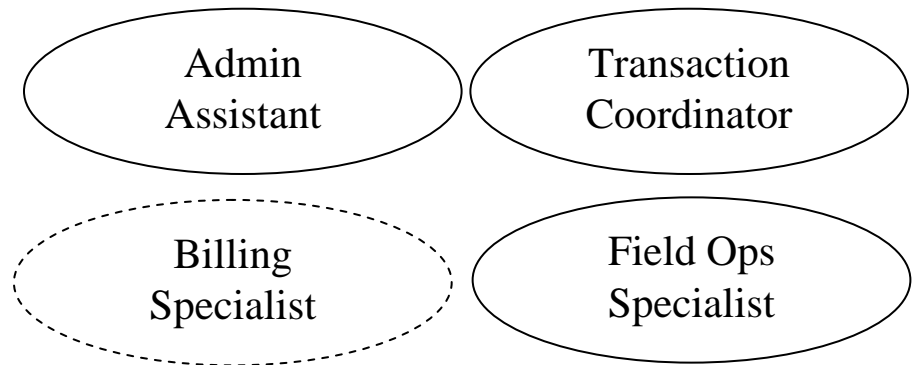 Admin
Assistant
Transaction
Coordinator
Billing
Specialist
Field Ops
Specialist